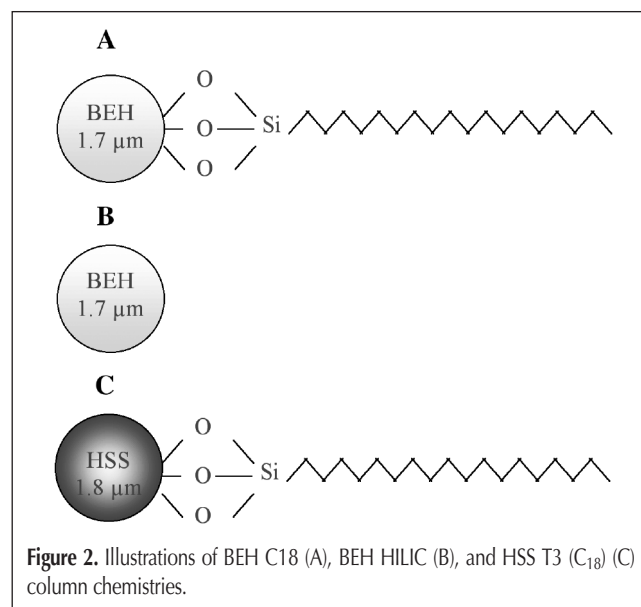 A
O
BEH
1.7 µm
O
Si
O
B
BEH
1.7 µm
C
O
HSS
1.8 µm
O
Si
O
Figure 2. Illustrations of BEH C18 (A), BEH HILIC (B), and HSS T3 (C₁₈) (C)
column chemistries.